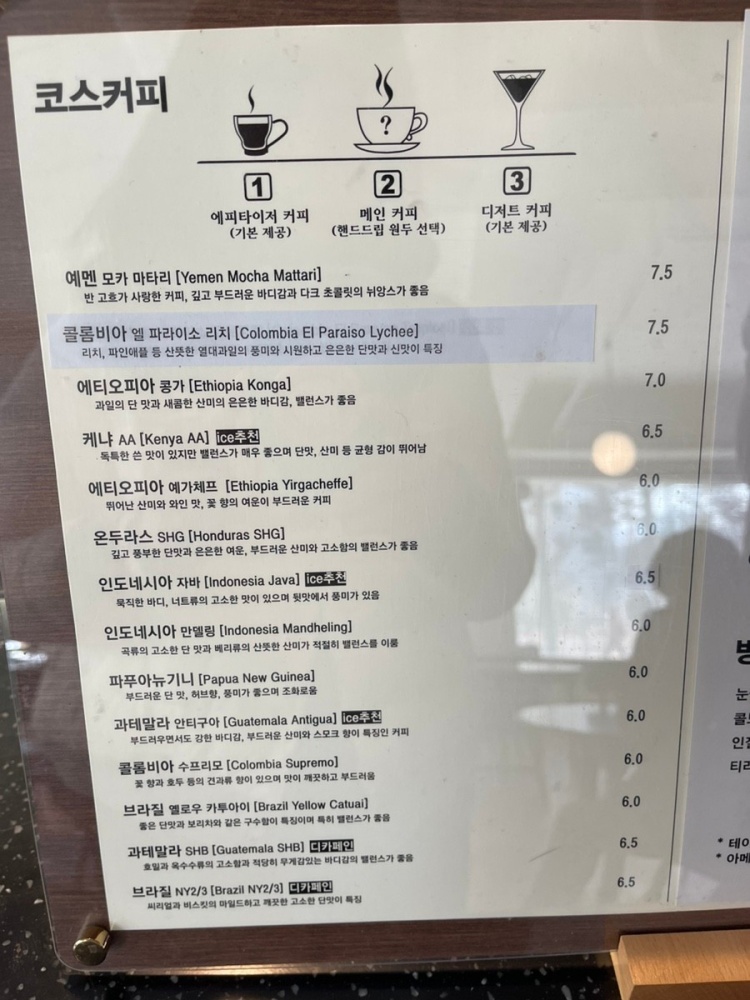 코스커피
?
1 2 3
에피타이저 커피 메인 커피 디저트 커피
(기본 제공) (핸드드립 원두 선택) (기본 제공)
예멘 모카 마타리 [Yemen Mocha Mattari] 7.5
반 고흐가 사랑한 커피, 깊고 부드러운 바디감과 다크 초콜릿의 뉘앙스가 좋음
콜롬비아 엘 파라이소 리치 [Colombia El Paraiso Lychee] 7.5
리치, 파인애플 등 산뜻한 열대과일의 풍미와 시원하고 은은한 단맛과 신맛이 특징
에티오피아 콩가 [Ethiopia Konga] 7.0
과일의 단 맛과 새콤한 산미의 은은한 바디감, 밸런스가 좋음
케냐 AA [Kenya AA] ice추천 6.5
독특한 쓴 맛이 있지만 밸런스가 매우 좋으며 단맛, 산미 등 균형 감이 뛰어남
에티오피아 예가체프 [Ethiopia Yirgacheffe] 6.0
뛰어난 산미와 와인 맛, 꽃 향의 여운이 부드러운 커피
온두라스 SHG [Honduras SHG] 6.0
깊고 풍부한 단맛과 은은한 여운, 부드러운 산미와 고소함의 밸런스가 좋음
인도네시아 자바 [Indonesia Java] ice추천 6.5
묵직한 바디, 너트류의 고소한 맛이 있으며 뒷맛에서 풍미가 있음
인도네시아 만델링 [Indonesia Mandheling] 6.0
곡류의 고소한 단 맛과 베리류의 산뜻한 산미가 적절히 밸런스를 이룸
파푸아뉴기니 [Papua New Guinea] 6.0
부드러운 단 맛, 허브향, 풍미가 좋으며 조화로움
과테말라 안티구아 [Guatemala Antigua] ice추천 6.0
부드러우면서도 강한 바디감, 부드러운 산미와 스모크 향이 특징인 커피
콜롬비아 수프리모 [Colombia Supremo] 6.0
꽃 향과 호두 등의 견과류 향이 있으며 맛이 깨끗하고 부드러움
브라질 옐로우 카투아이 [Brazil Yellow Catuai] 6.0
좋은 단맛과 보리차와 같은 구수함이 특징이며 특히 밸런스가 좋음
과테말라 SHB [Guatemala SHB] 디카페인 6.5
호밀과 옥수수류의 고소함과 적당히 무게감있는 바디감의 밸런스가 좋음
브라질 NY2/3 [Brazil NY2/3] 디카페인 6.5
씨리얼과 비스킷의 마일드하고 깨끗한 고소한 단맛이 특징
눈
콜
인절
티라
* 테이
* 아메